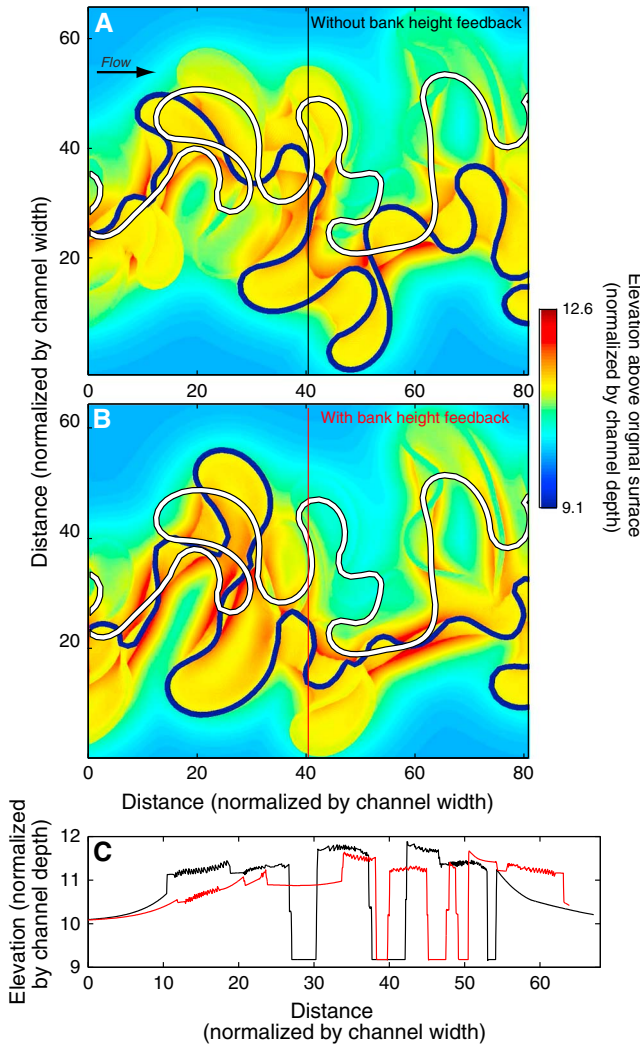 A
Without bank height feedback
Flow
60
40
20
0
20
40
60
80
B
With bank height feedback
60
40
20
0
0
20
40
60
80
Distance (normalized by channel width)
Distance (normalized by channel width)
12.6
9.1
Elevation above original surface
(normalized by channel depth)
C
12
11
10
9
0
10
20
30
40
50
60
Elevation (normalized
by channel depth)
Distance
(normalized by channel width)